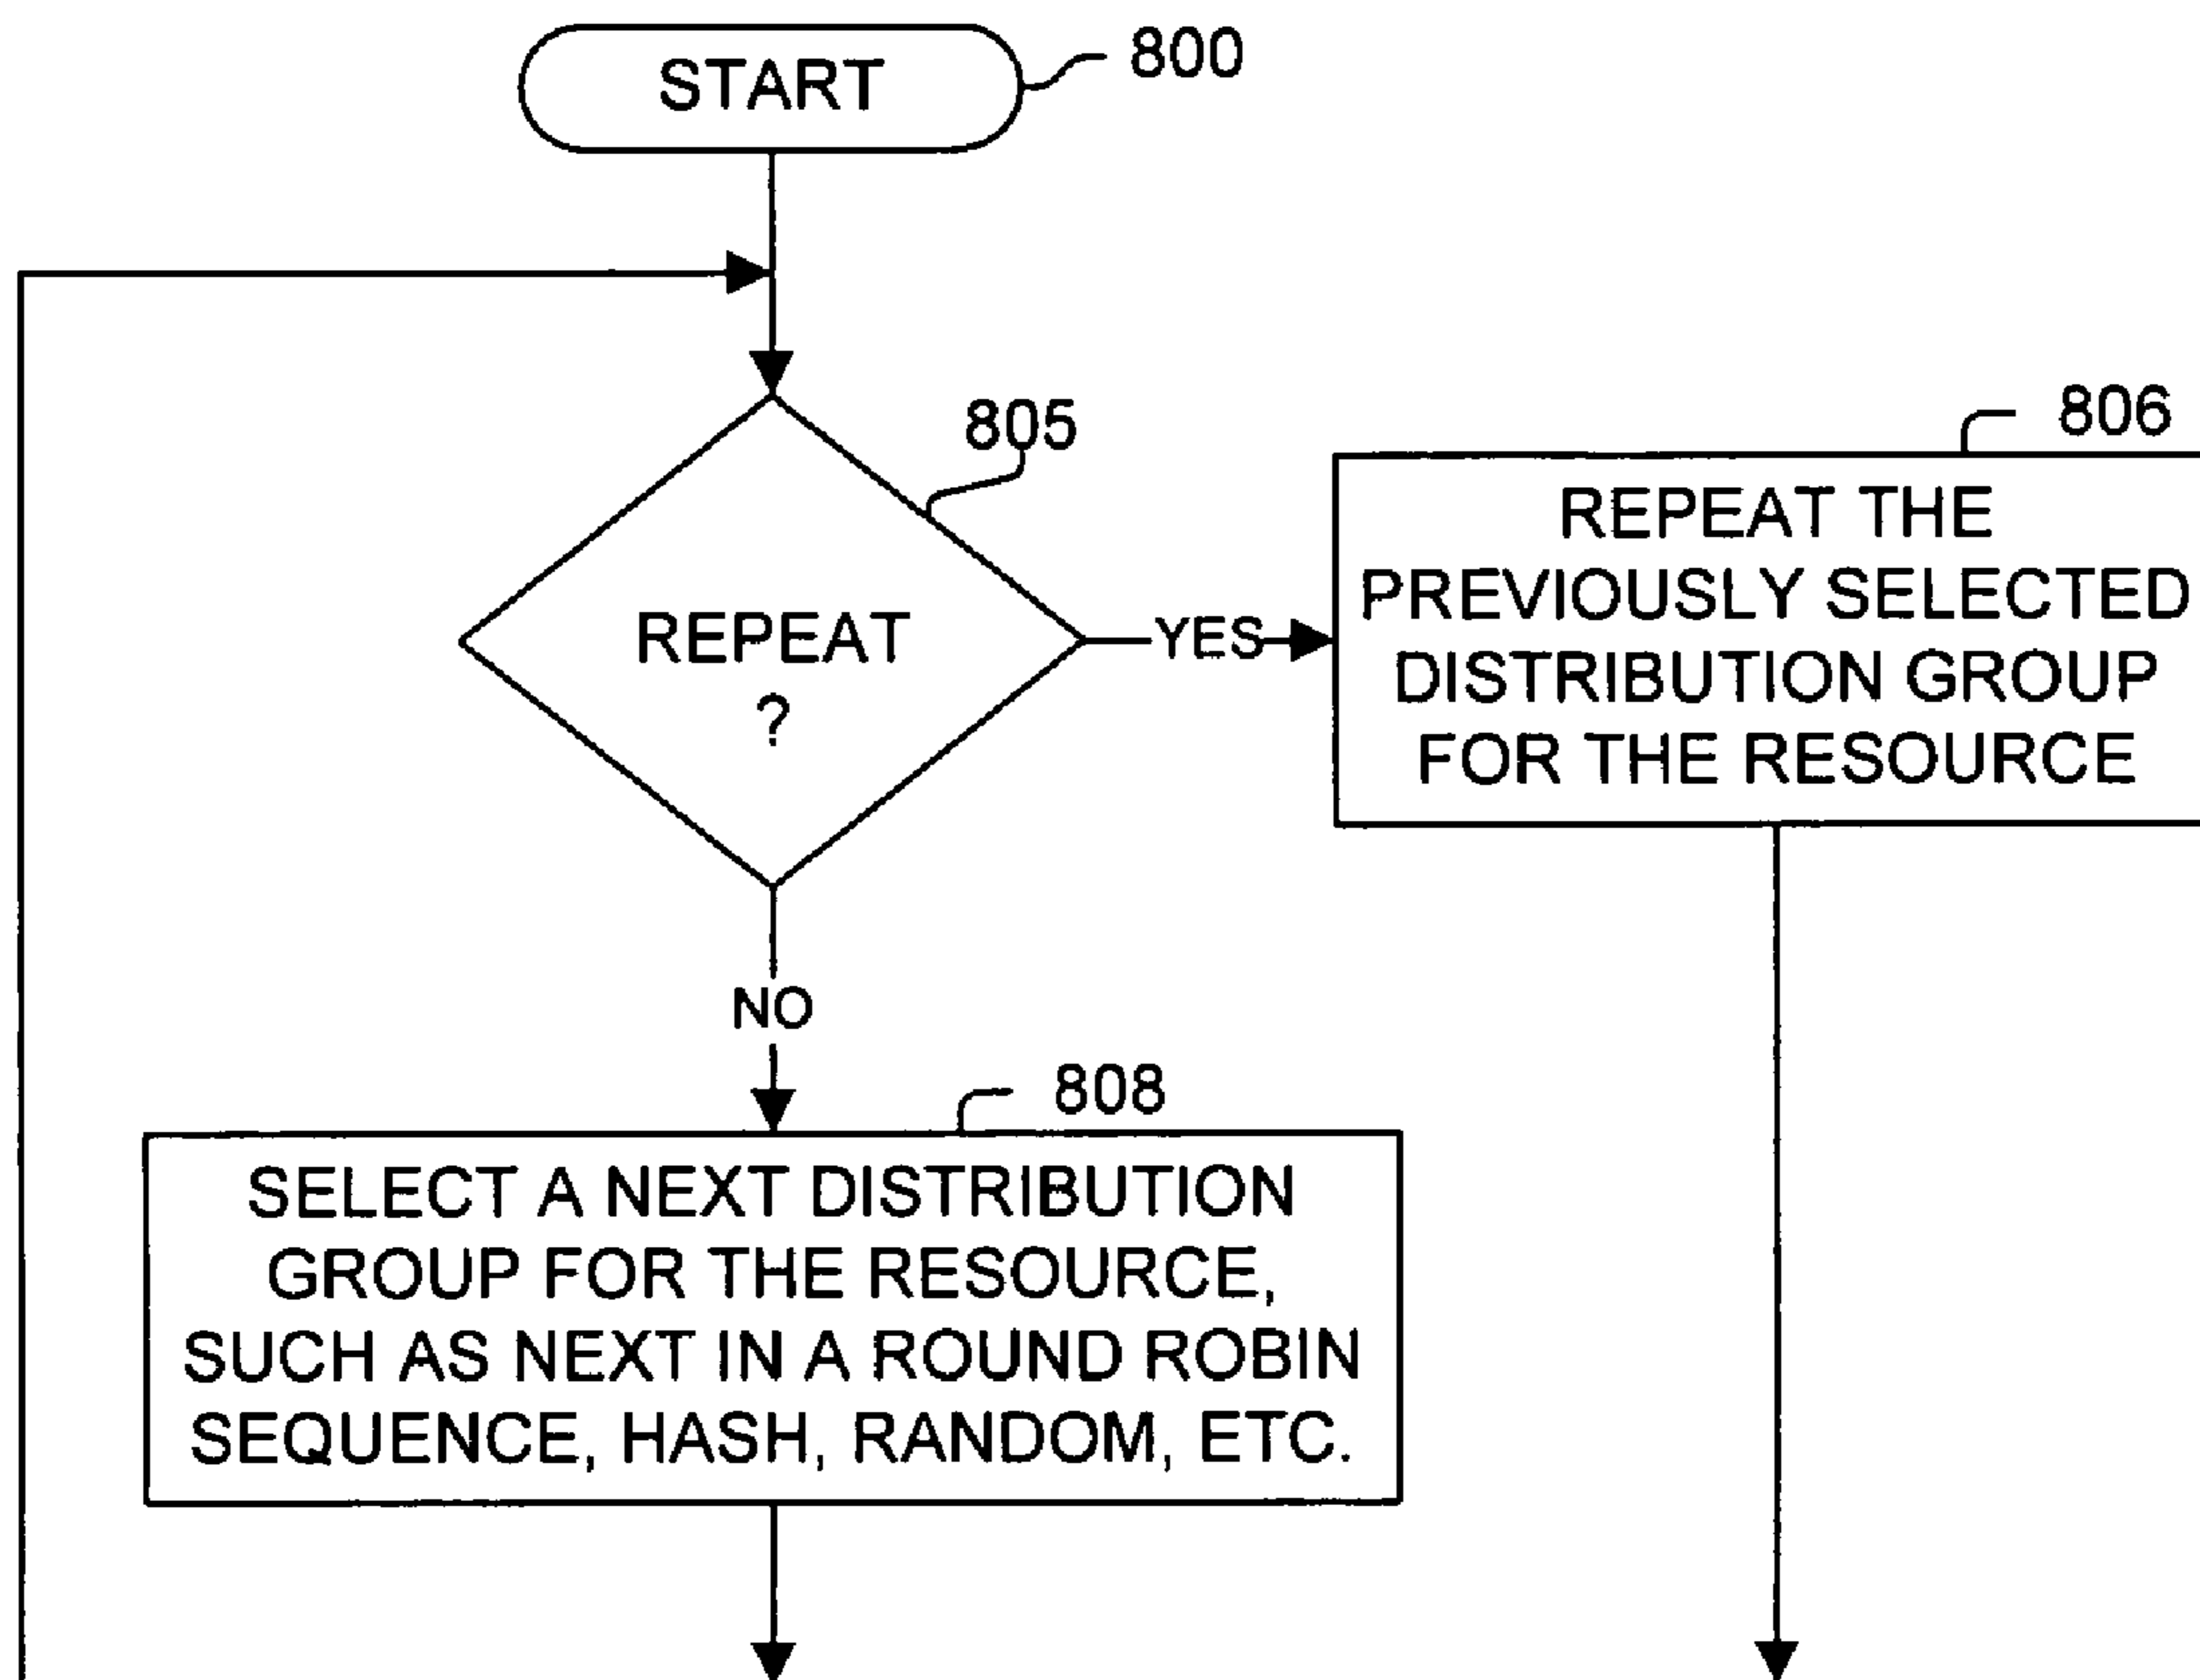 START
800
805
REPEAT
?
YES
806
REPEAT THE
PREVIOUSLY SELECTED
DISTRIBUTION GROUP
FOR THE RESOURCE
NO
808
SELECT A NEXT DISTRIBUTION
GROUP FOR THE RESOURCE,
SUCH AS NEXT IN A ROUND ROBIN
SEQUENCE, HASH, RANDOM, ETC.